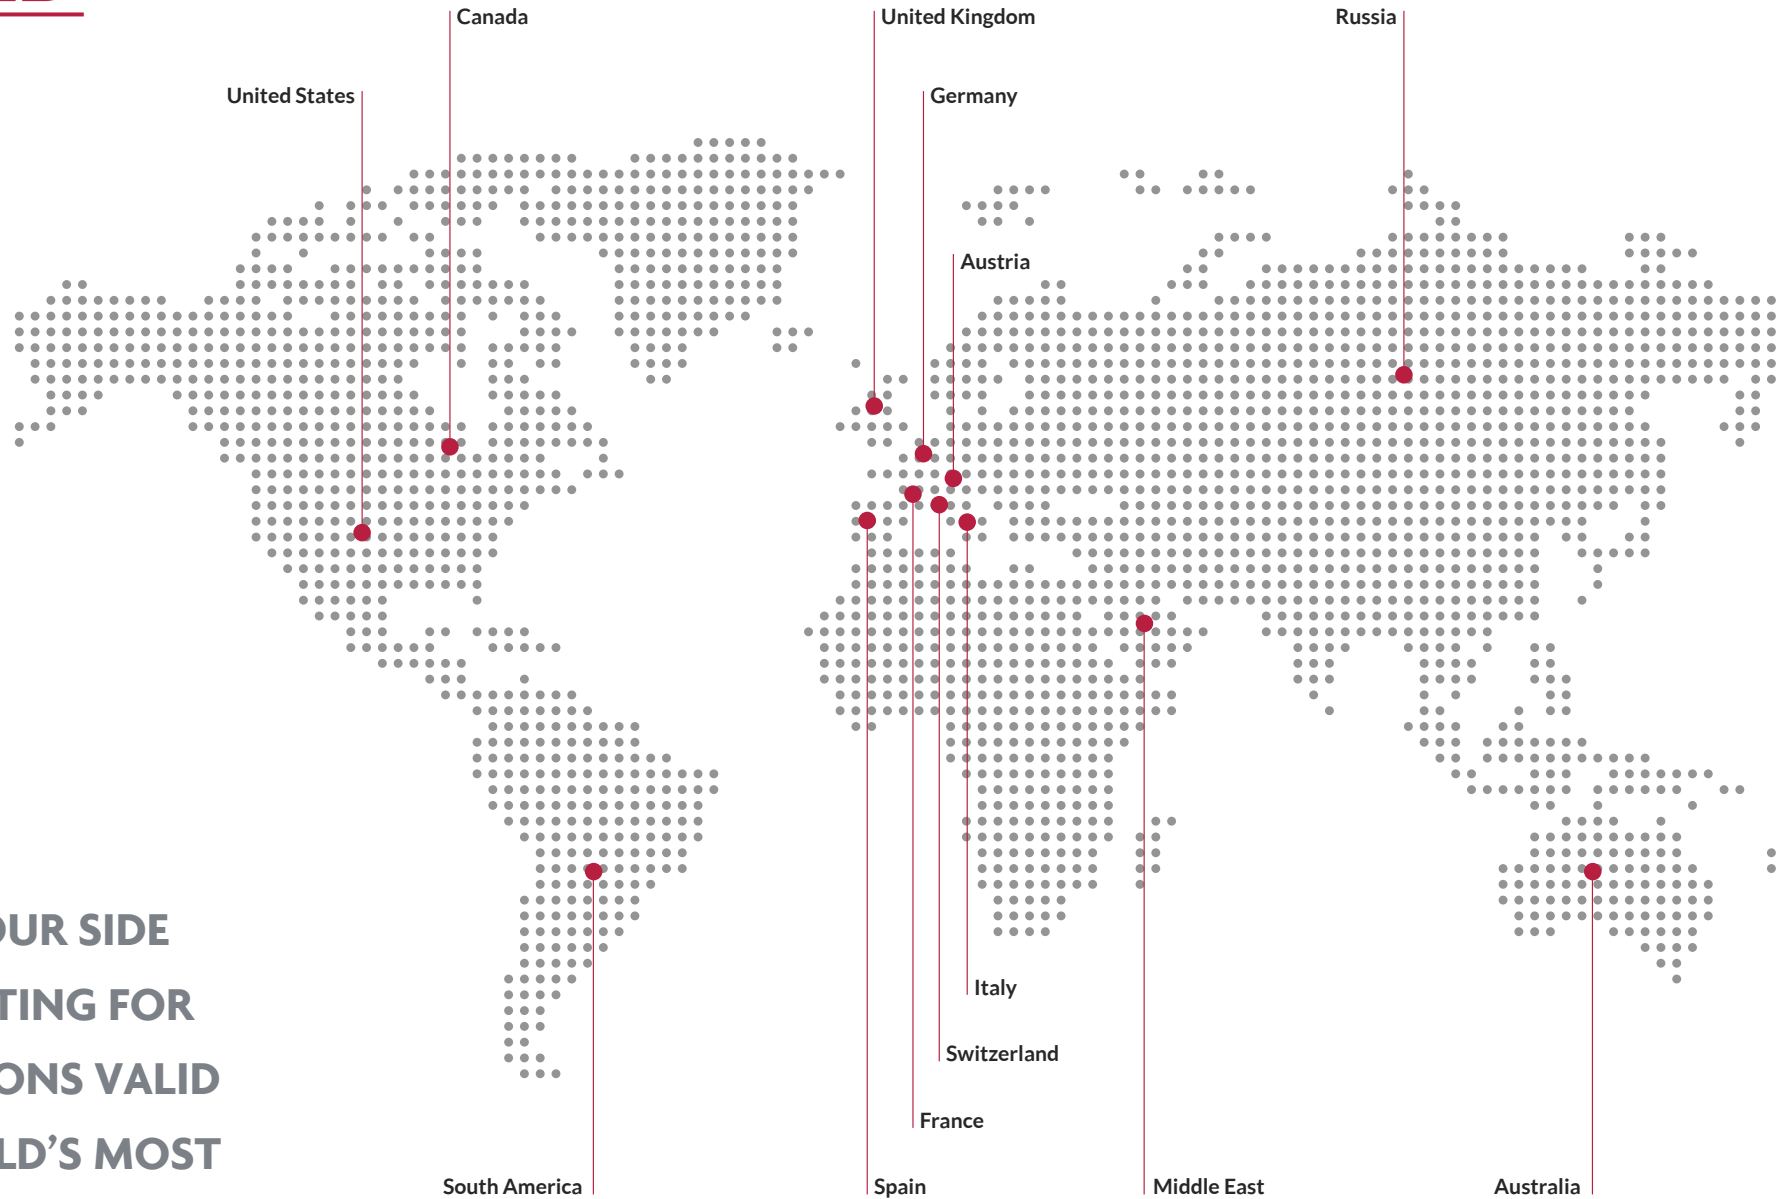 Canada
United Kingdom
Russia
United States
Germany
Austria
OUR SIDE
TING FOR
Italy
Switzerland
ONS VALID
France
LD'S MOST
South America
Spain
Middle East
Australia